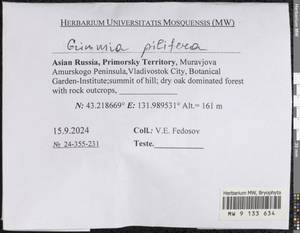 HERBARIUM UNIVERSITATIS MOSQUENSIS (MW)
Grimmia pilifera
Asian Russia, Primorsky Territory, Muravjova
Amurskogo Peninsula,Vladivostok City, Botanical
Garden-Institute;summit of hill; dry oak dominated forest
with rock outcrops,
N: 43.218669° E: 131.989531° Alt.= 161 m
15.9.2024 Coll.: V.E. Fedosov
№ 24-355-231 Teste.
Herbarium MW, Bryophyta
MW 9 133 634